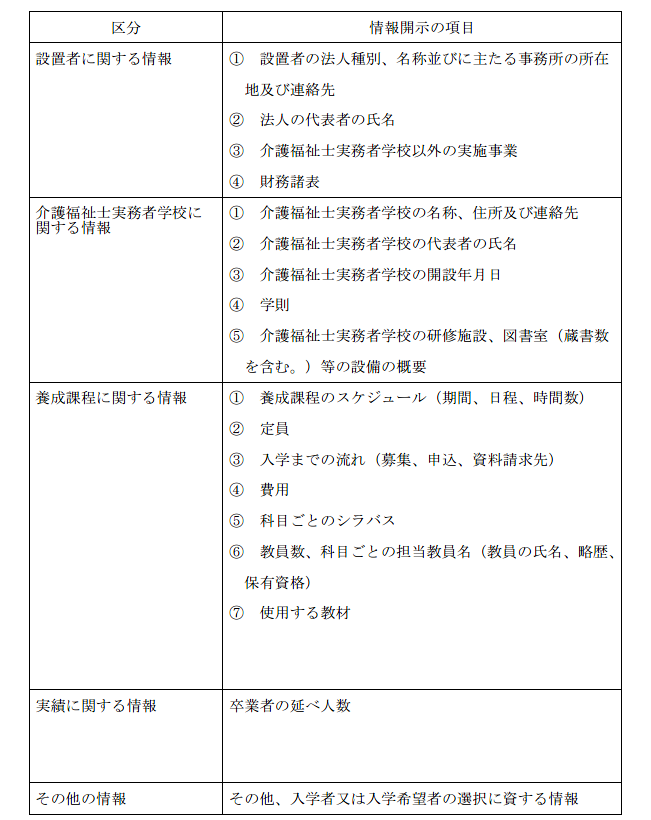 区分
情報開示の項目
設置者に関する情報
① 設置者の法人種別、名称並びに主たる事務所の所在
地及び連絡先
② 法人の代表者の氏名
③ 介護福祉士実務者学校以外の実施事業
④ 財務諸表
介護福祉士実務者学校に
関する情報
① 介護福祉士実務者学校の名称、住所及び連絡先
② 介護福祉士実務者学校の代表者の氏名
③ 介護福祉士実務者学校の開設年月日
④ 学則
⑤ 介護福祉士実務者学校の研修施設、図書室（蔵書数
を含む。）等の設備の概要
養成課程に関する情報
① 養成課程のスケジュール（期間、日程、時間数）
② 定員
③ 入学までの流れ（募集、申込、資料請求先）
④ 費用
⑤ 科目ごとのシラバス
⑥ 教員数、科目ごとの担当教員名（教員の氏名、略歴、
保有資格）
⑦ 使用する教材
実績に関する情報
卒業者の延べ人数
その他の情報
その他、入学者又は入学希望者の選択に資する情報